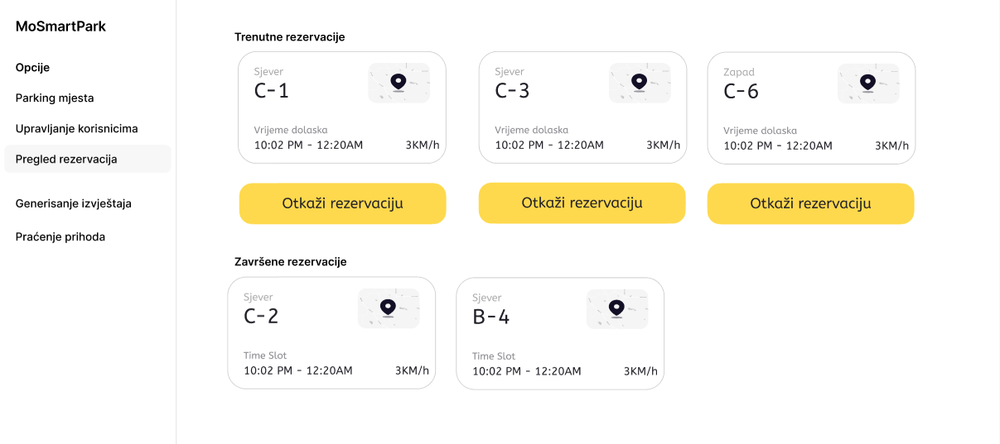 MoSmartPark
Opcije
Parking mjesta
Upravljanje korisnicima
Pregled rezervacija
Generisanje izvještaja
Praćenje prihoda
Trenutne rezervacije
Sjever
C-1
Vrijeme dolaska
10:02 PM - 12:20AM 3KM/h
Sjever
C-3
Vrijeme dolaska
10:02 PM - 12:20AM 3KM/h
Zapad
C-6
Vrijeme dolaska
10:02 PM - 12:20AM 3KM/h
Otkaži rezervaciju
Otkaži rezervaciju
Otkaži rezervaciju
Završene rezervacije
Sjever
C-2
Time Slot
10:02 PM - 12:20AM 3KM/h
Sjever
B-4
Time Slot
10:02 PM - 12:20AM 3KM/h